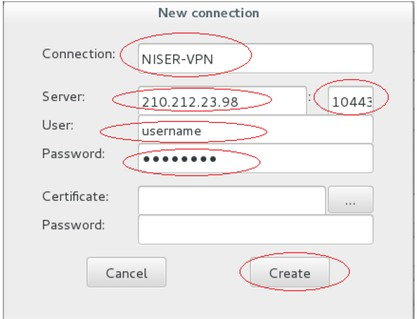 New connection
Connection: NISER-VPN
Server: 210.212.23.98 : 10443
User: username
Password: ••••••••
Certificate: ...
Password:
Cancel Create